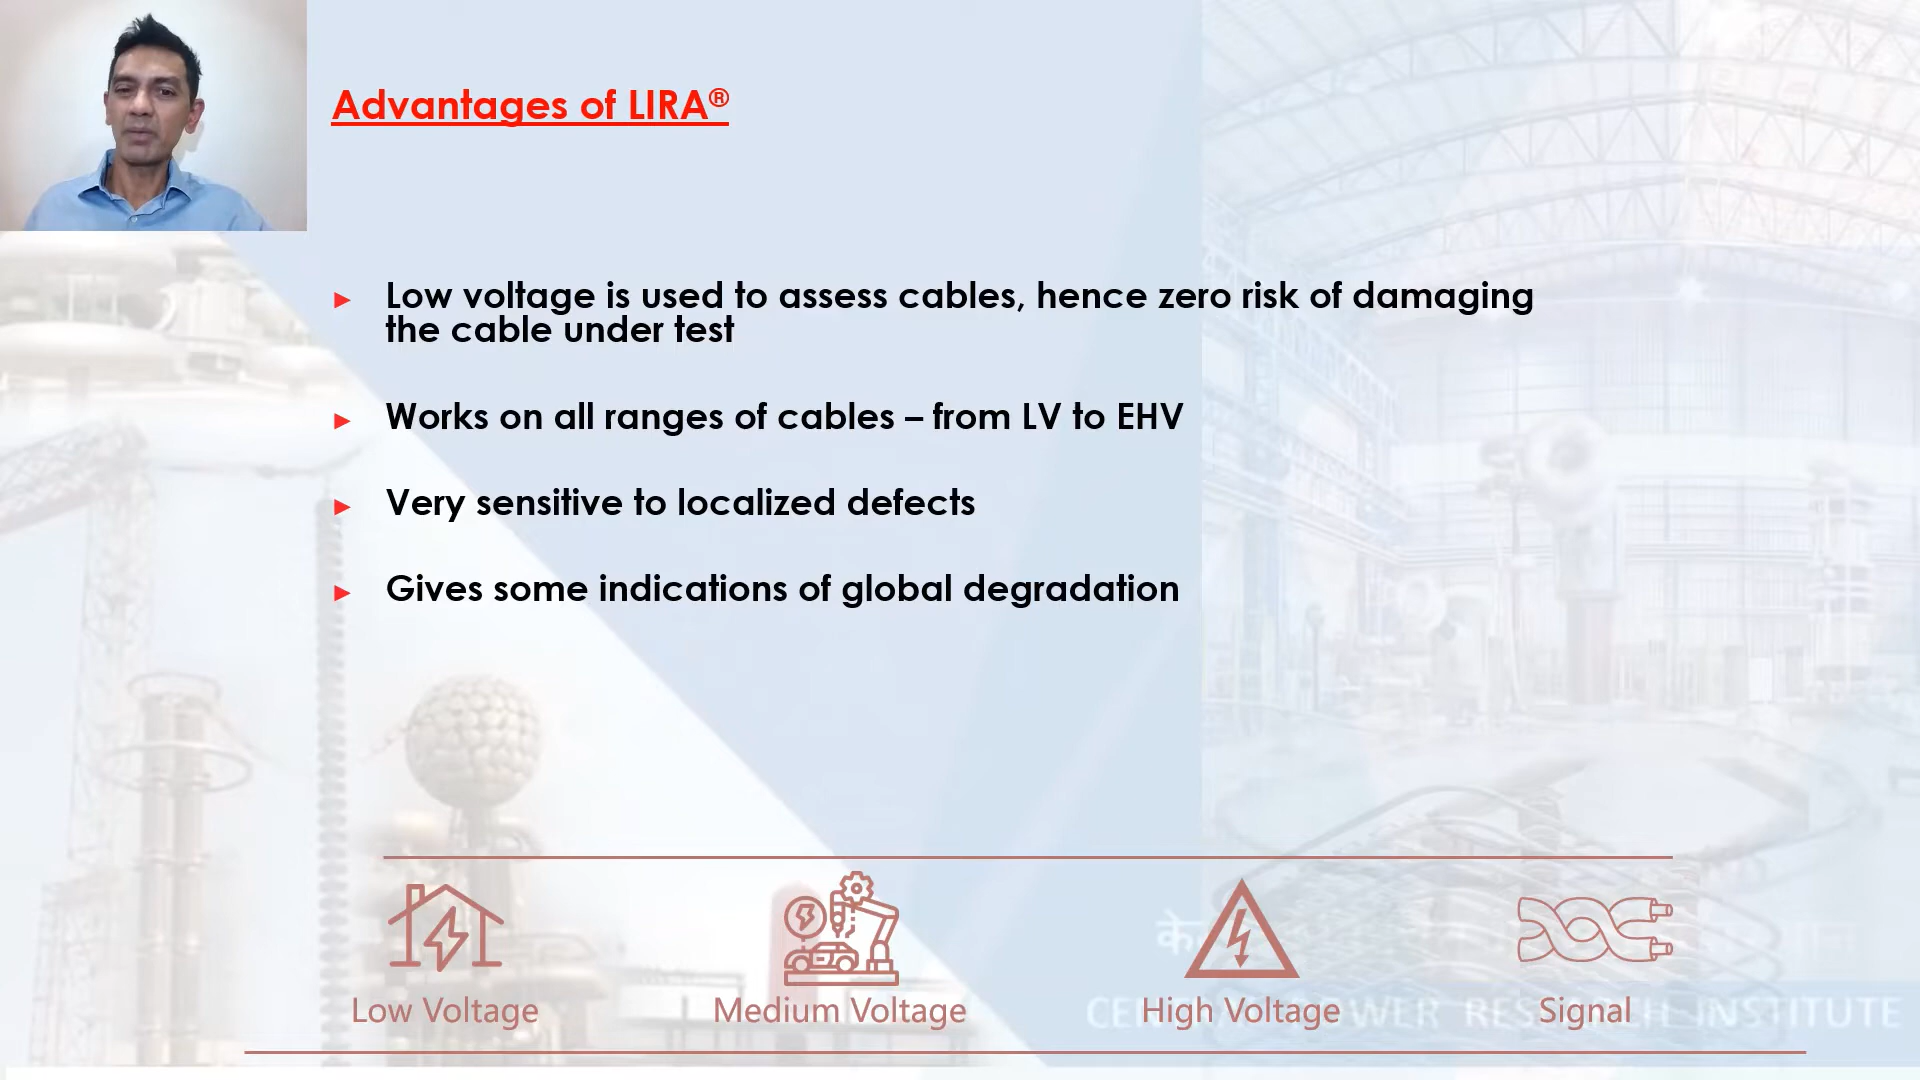 Advantages of LIRA®
► Low voltage is used to assess cables, hence zero risk of damaging
the cable under test
► Works on all ranges of cables – from LV to EHV
► Very sensitive to localized defects
► Gives some indications of global degradation
Low Voltage
Medium Voltage
High Voltage
Signal
RESEARCH INSTITUTE